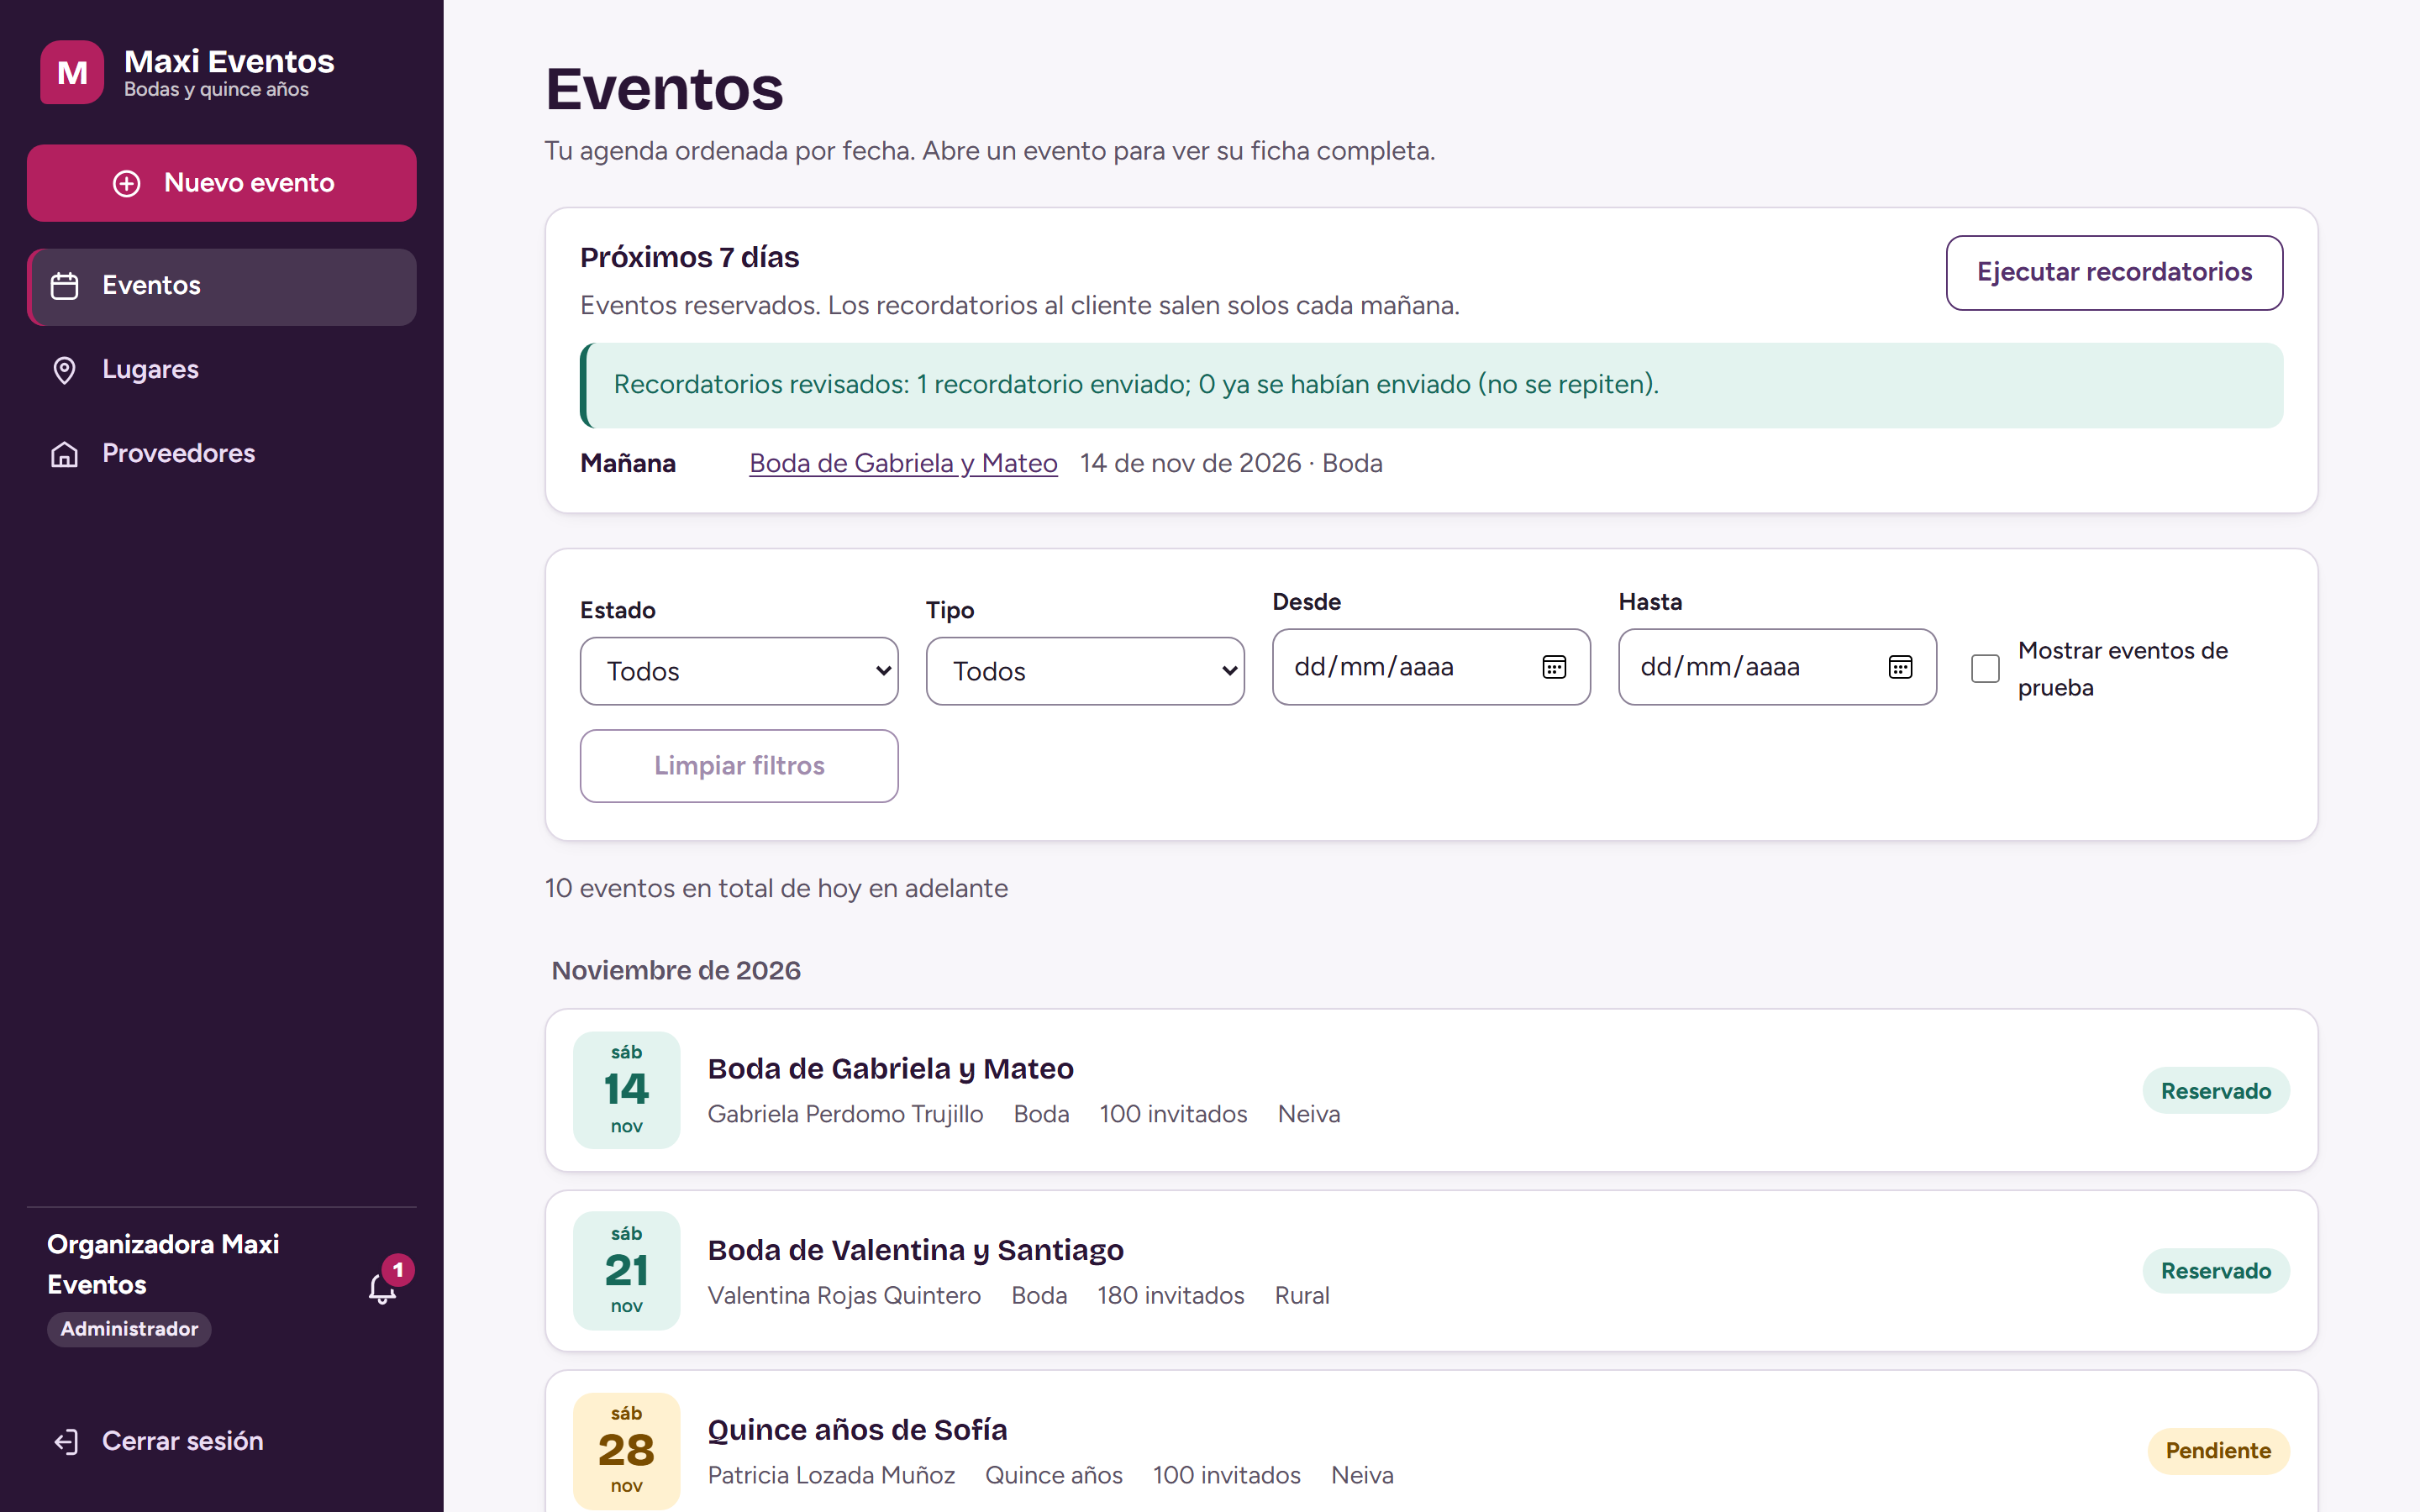 M
Maxi Eventos
Bodas y quince años
Nuevo evento
Eventos
Lugares
Proveedores
Organizadora Maxi
Eventos
1
Administrador
Cerrar sesión
Eventos
Tu agenda ordenada por fecha. Abre un evento para ver su ficha completa.
Próximos 7 días
Ejecutar recordatorios
Eventos reservados. Los recordatorios al cliente salen solos cada mañana.
Recordatorios revisados: 1 recordatorio enviado; 0 ya se habían enviado (no se repiten).
Mañana Boda de Gabriela y Mateo 14 de nov de 2026 · Boda
Estado Tipo Desde Hasta
Todos Todos dd/mm/aaaa dd/mm/aaaa
Mostrar eventos de
prueba
Limpiar filtros
10 eventos en total de hoy en adelante
Noviembre de 2026
sáb
14
nov
Boda de Gabriela y Mateo
Gabriela Perdomo Trujillo Boda 100 invitados Neiva
Reservado
sáb
21
nov
Boda de Valentina y Santiago
Valentina Rojas Quintero Boda 180 invitados Rural
Reservado
sáb
28
nov
Quince años de Sofía
Patricia Lozada Muñoz Quince años 100 invitados Neiva
Pendiente